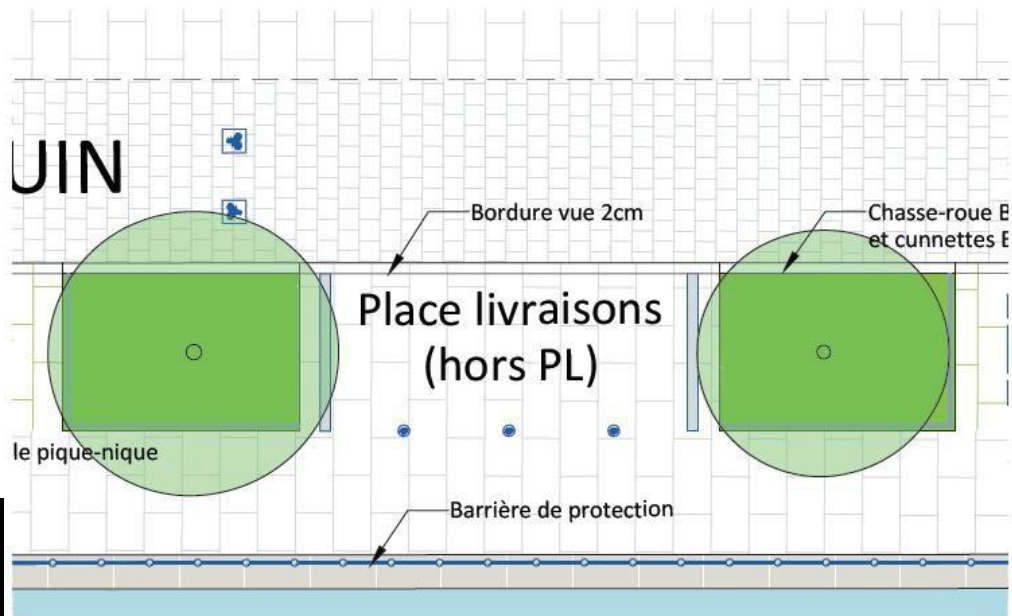 UIN
Bordure vue 2cm
Chasse-roue B
et cunnettes B
Place livraisons
(hors PL)
le pique-nique
Barrière de protection